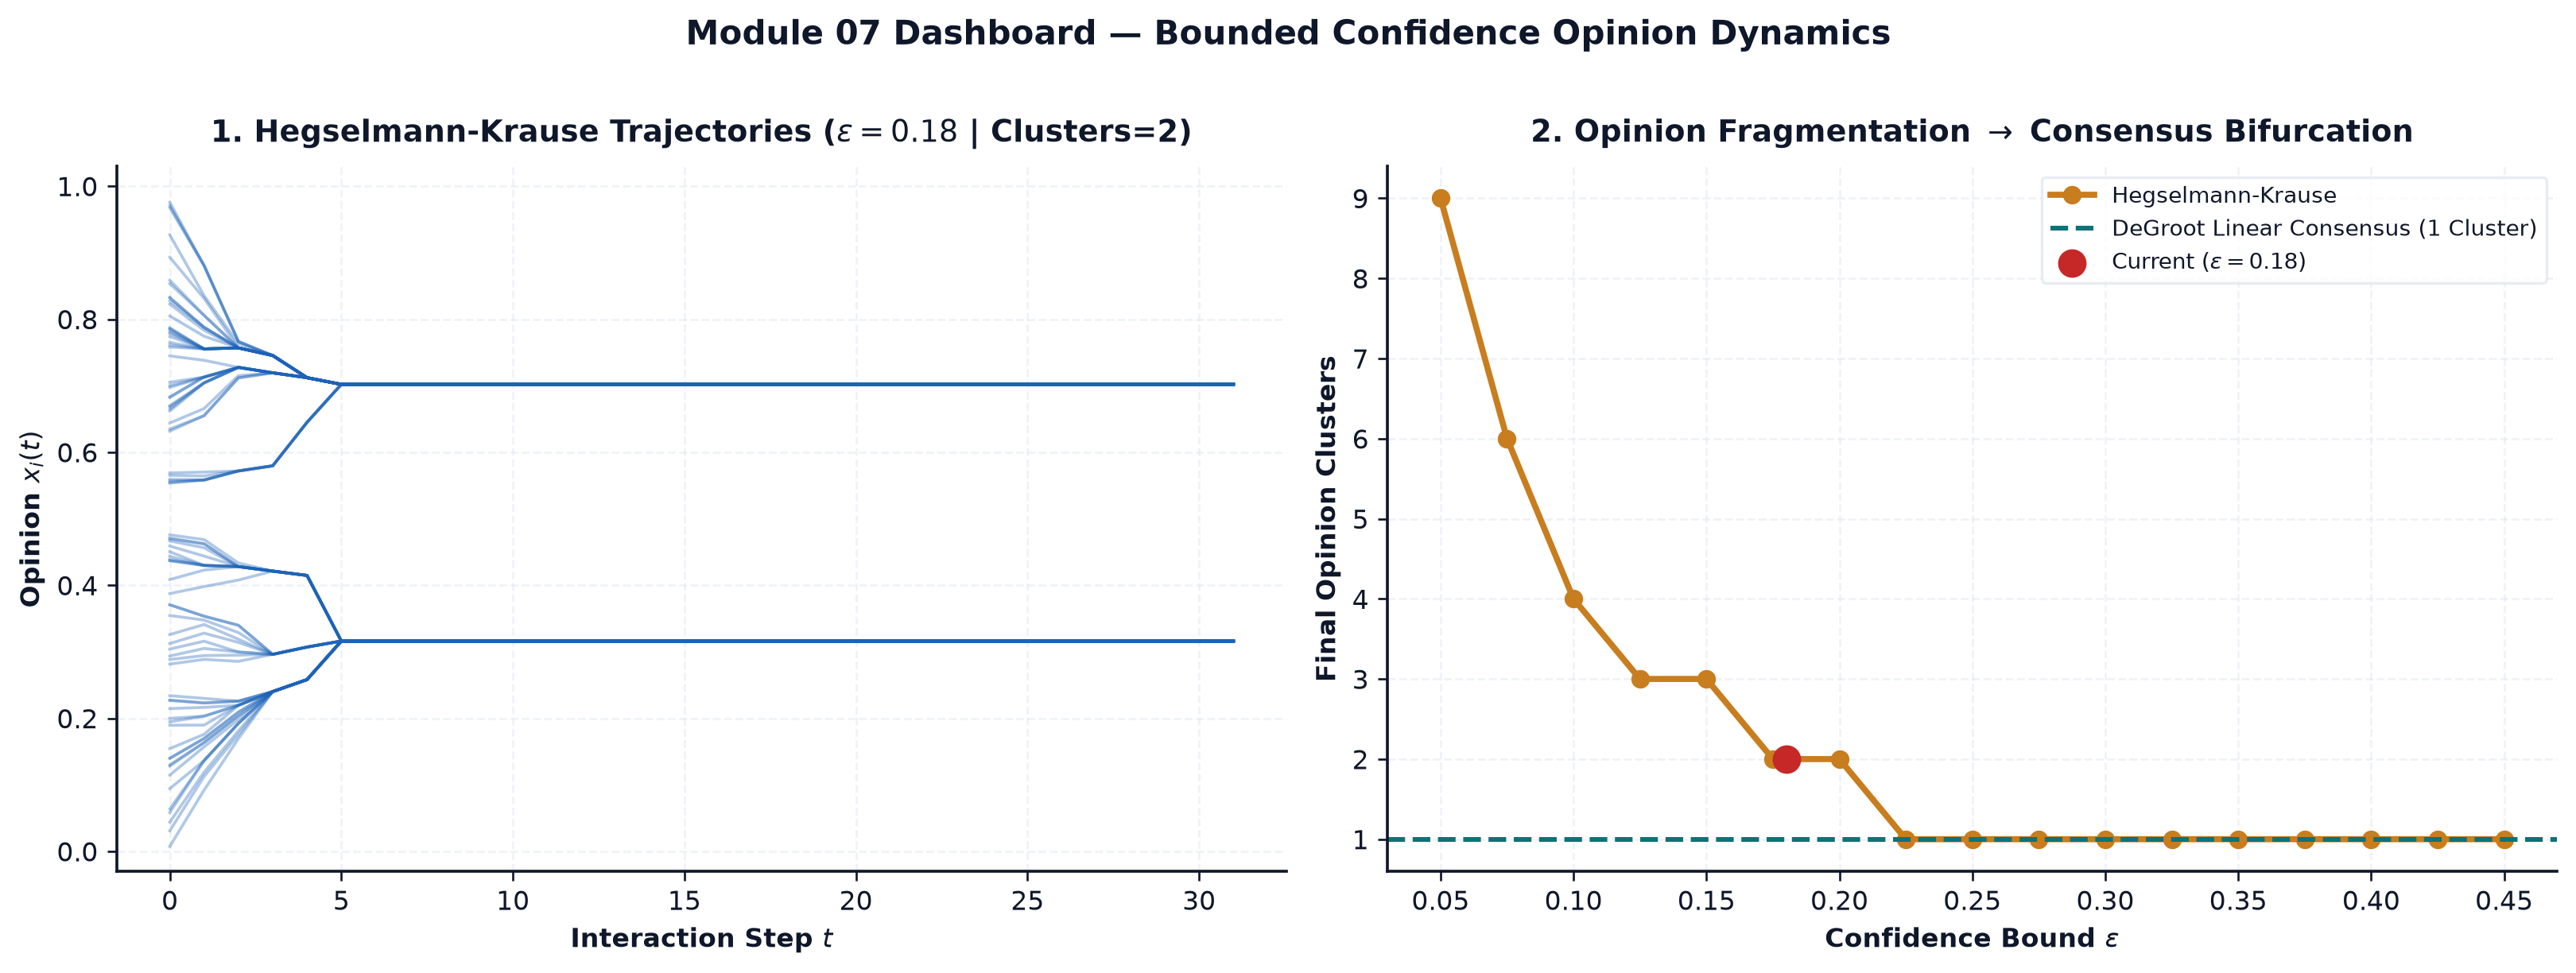 Module 07 Dashboard — Bounded Confidence Opinion Dynamics
1. Hegselmann-Krause Trajectories (ε = 0.18 | Clusters=2)
Opinion xᵢ(t)
1.0
0.8
0.6
0.4
0.2
0.0
0 5 10 15 20 25 30
Interaction Step t
2. Opinion Fragmentation → Consensus Bifurcation
Final Opinion Clusters
9
8
7
6
5
4
3
2
1
Hegselmann-Krause
DeGroot Linear Consensus (1 Cluster)
Current (ε = 0.18)
0.05 0.10 0.15 0.20 0.25 0.30 0.35 0.40 0.45
Confidence Bound ε